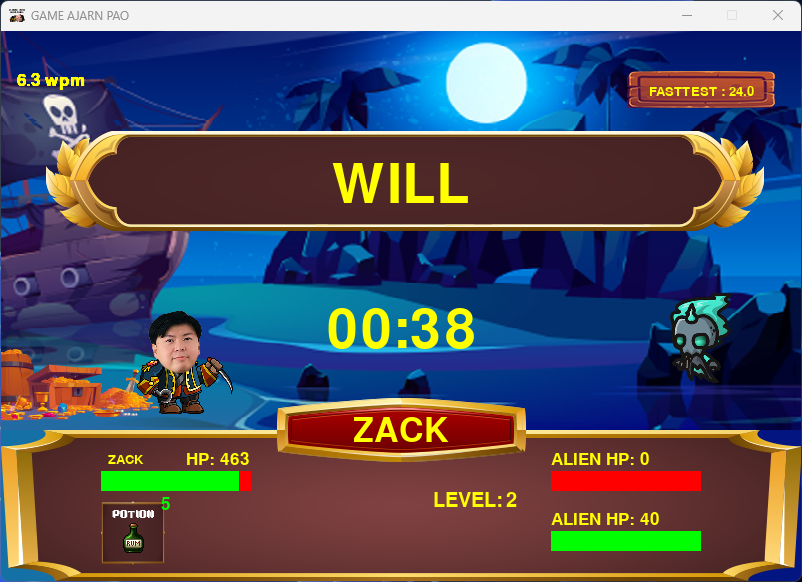 GAME AJARN PAO
6.3 wpm
FASTTEST : 24.0
WILL
00:38
ZACK
ZACK HP: 463
ALIEN HP: 0
5
POTION
RUM
LEVEL: 2
ALIEN HP: 40